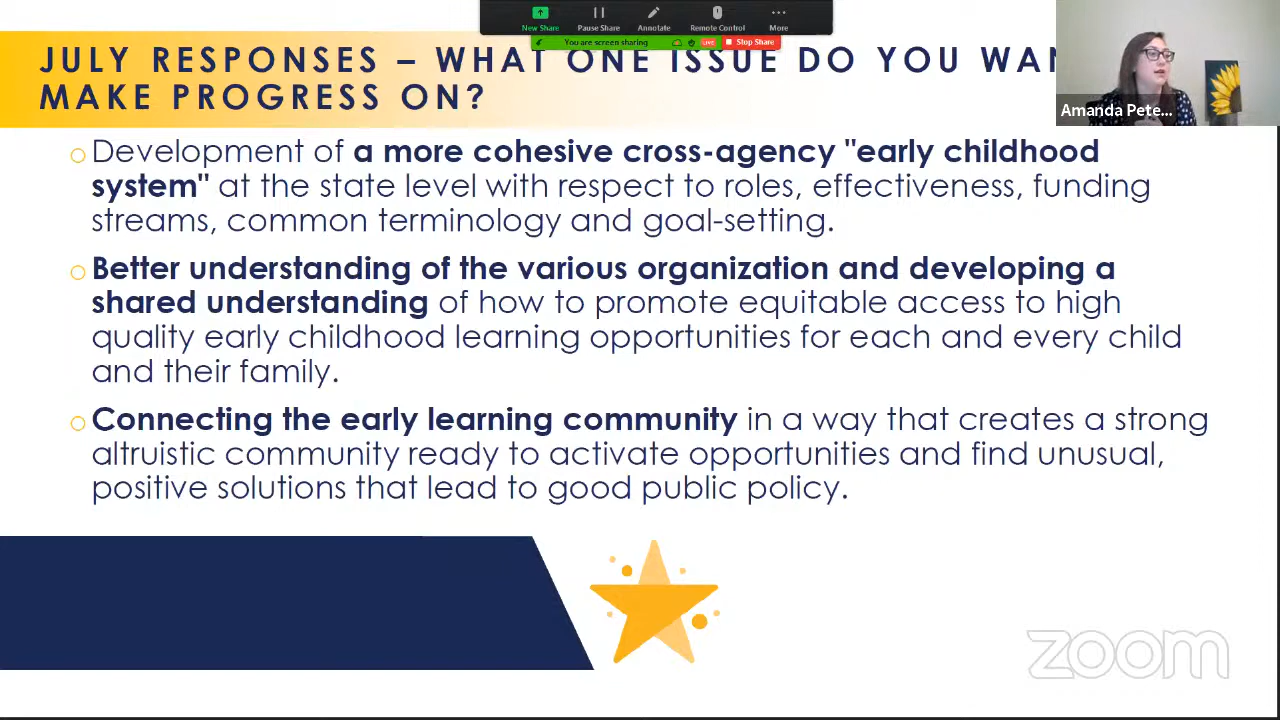 New Share
Pause Share
Annotate
Remote Control
More
You are screen sharing
LIVE
Stop Share
JULY RESPONSES – WHAT ONE ISSUE DO YOU
MAKE PROGRESS ON?
Amanda Pete...
Development of a more cohesive cross-agency "early childhood
system" at the state level with respect to roles, effectiveness, funding
streams, common terminology and goal-setting.
Better understanding of the various organization and developing a
shared understanding of how to promote equitable access to high
quality early childhood learning opportunities for each and every child
and their family.
Connecting the early learning community in a way that creates a strong
altruistic community ready to activate opportunities and find unusual,
positive solutions that lead to good public policy.
zoom